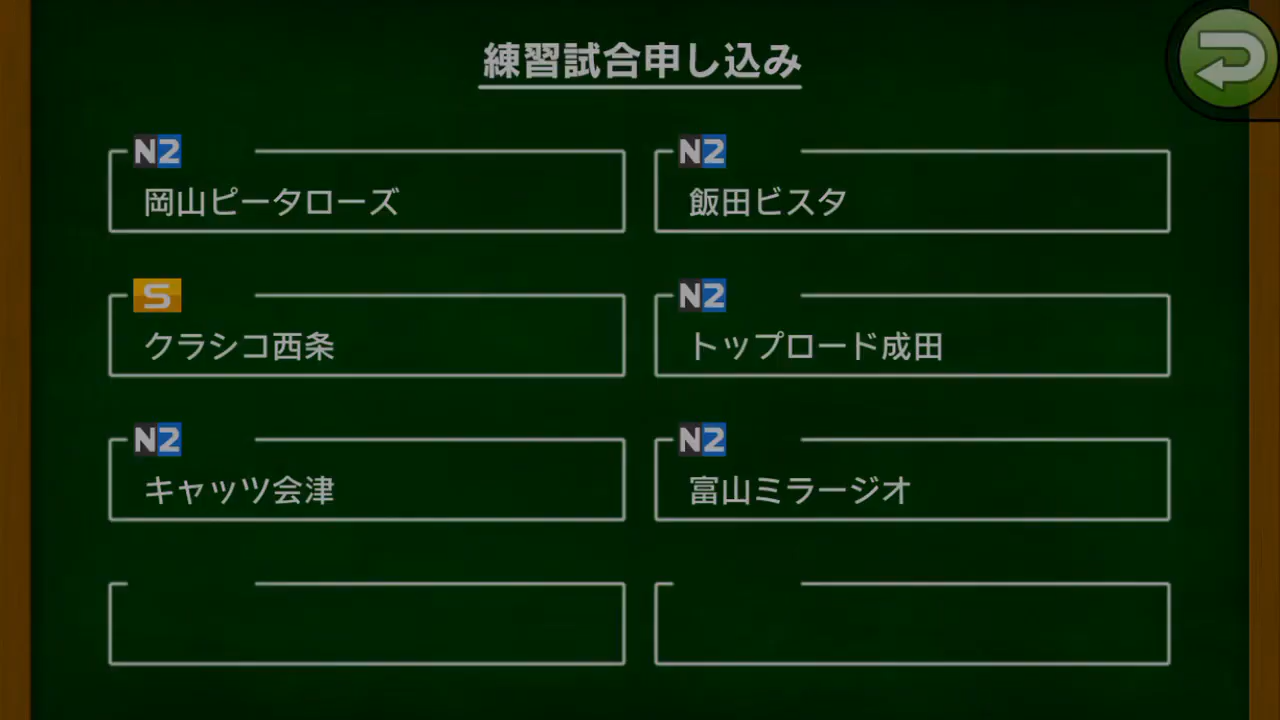 練習試合申し込み
N2
岡山ピータローズ
N2
飯田ビスタ
S
クラシコ西条
N2
トップロード成田
N2
キャッツ会津
N2
富山ミラージオ